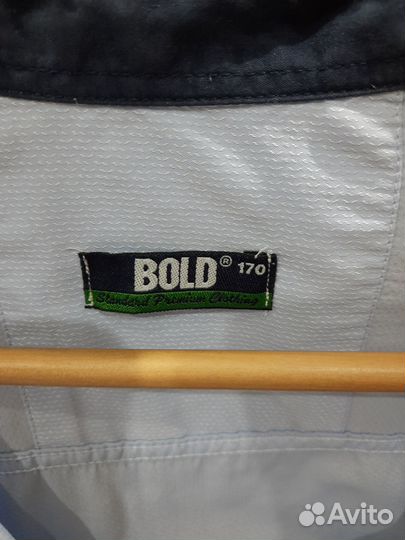 BOLD® 170
Standard Premium Clothing
Avito